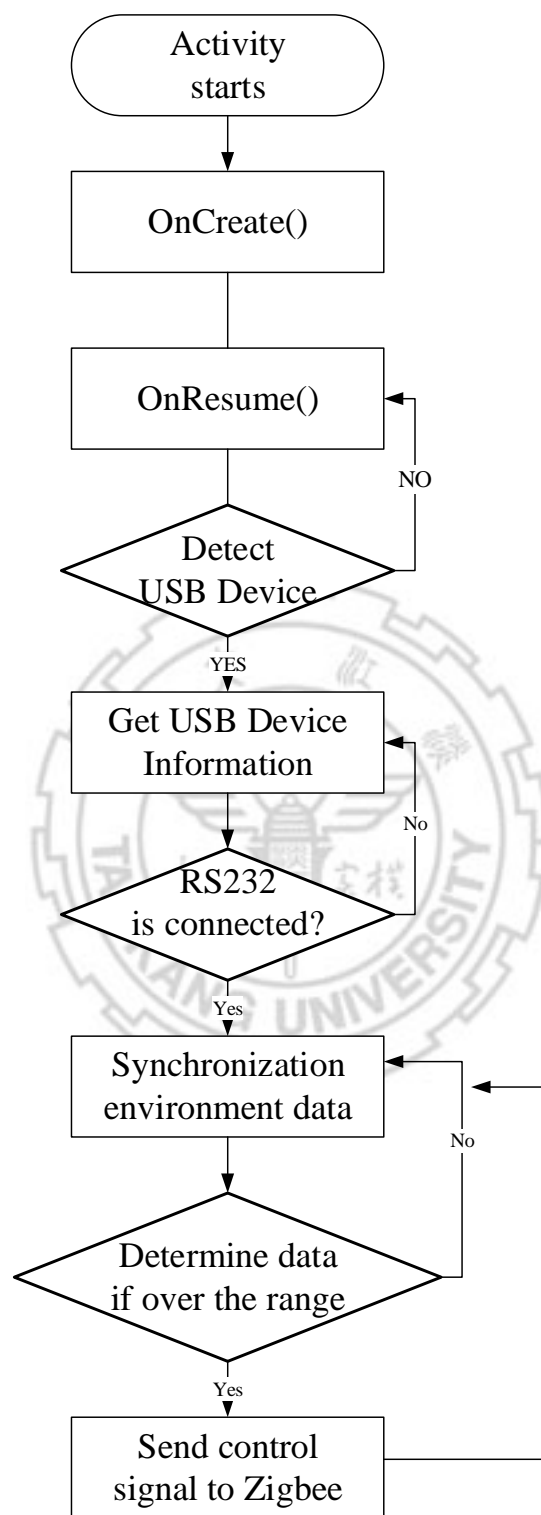 Activity
starts
OnCreate()
OnResume()
NO
Detect
USB Device
YES
Get USB Device
Information
No
RS232
is connected?
Yes
Synchronization
environment data
No
Determine data
if over the range
Yes
Send control
signal to Zigbee
UNIVERSITY